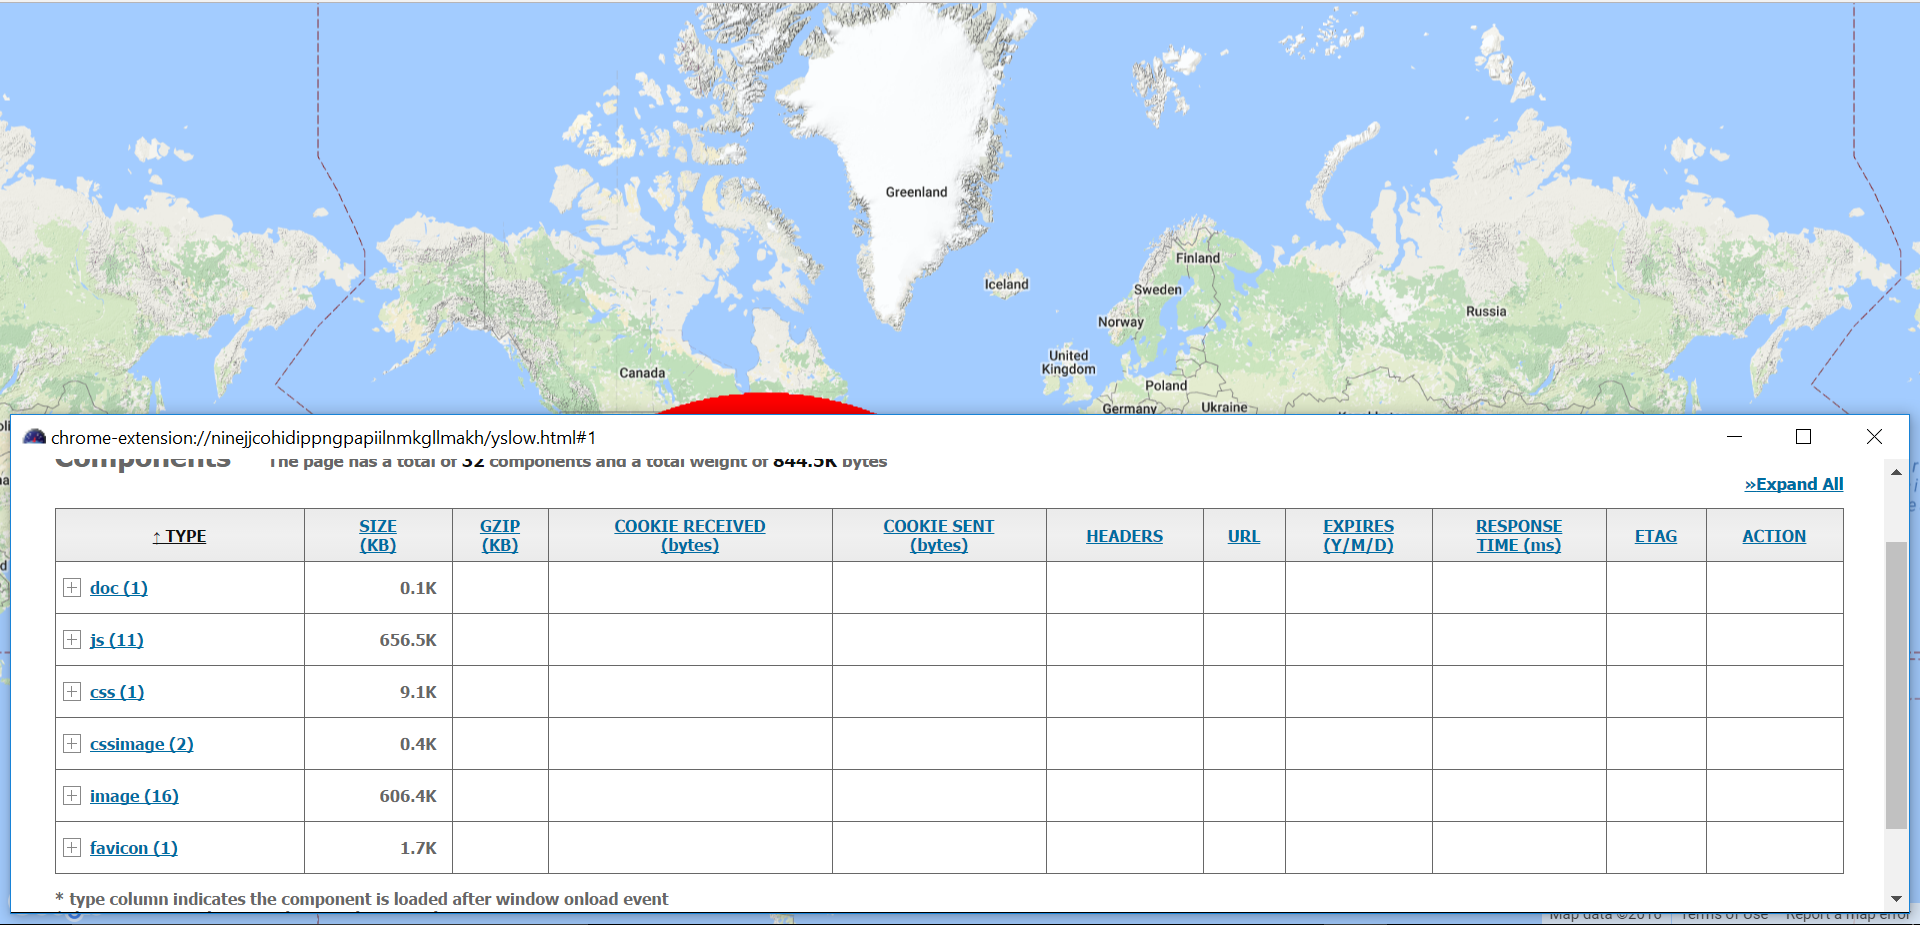 Greenland
Finland
Iceland
Sweden
Russia
Norway
United
Kingdom
Canada
Poland
Germany
Ukraine
chrome-extension://ninejjcohidippngpapiilnmkgllmakh/yslow.html#1
Components The page has a total of 32 components and a total weight of 844.5K bytes
»Expand All
↑ TYPE SIZE (KB) GZIP (KB) COOKIE RECEIVED (bytes) COOKIE SENT (bytes) HEADERS URL EXPIRES (Y/M/D) RESPONSE TIME (ms) ETAG ACTION
doc (1) 0.1K
js (11) 656.5K
css (1) 9.1K
cssimage (2) 0.4K
image (16) 606.4K
favicon (1) 1.7K
* type column indicates the component is loaded after window onload event
Map data ©2016 Terms of Use Report a map error